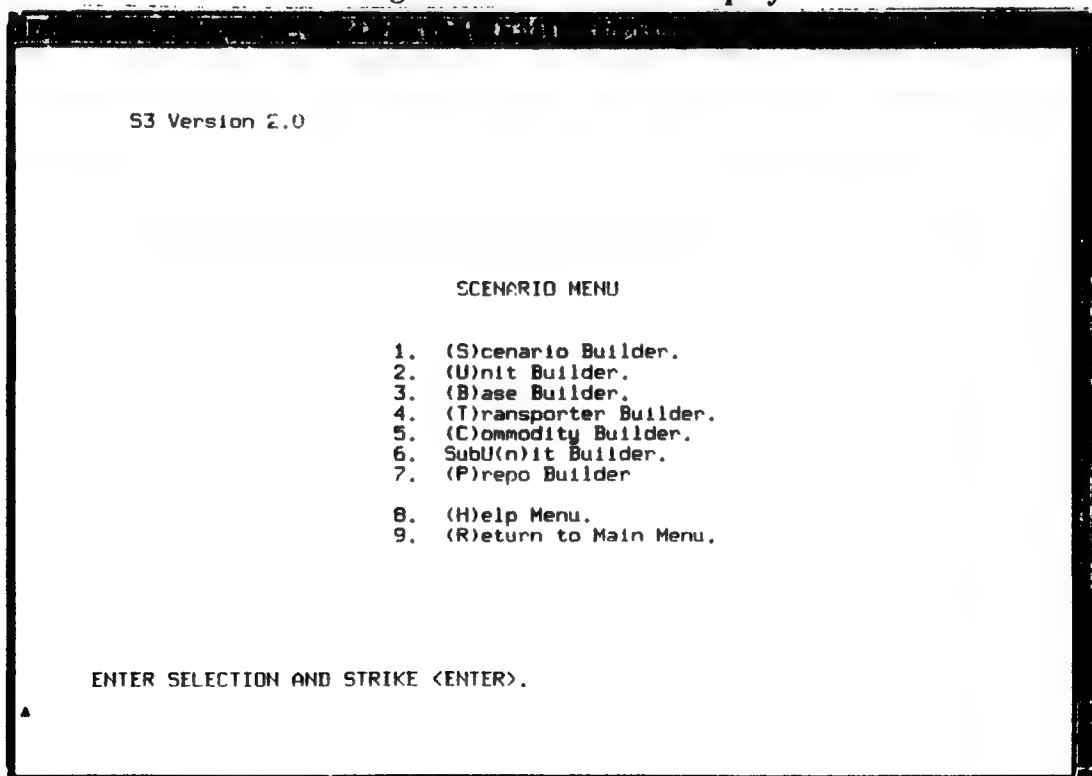 S3 Version 2.0
SCENARIO MENU
1. (S)cenario Builder.
2. (U)nit Builder.
3. (B)ase Builder.
4. (T)ransporter Builder.
5. (C)ommodity Builder.
6. SubU(n)it Builder.
7. (P)repo Builder
8. (H)elp Menu.
9. (R)eturn to Main Menu.
ENTER SELECTION AND STRIKE <ENTER>.